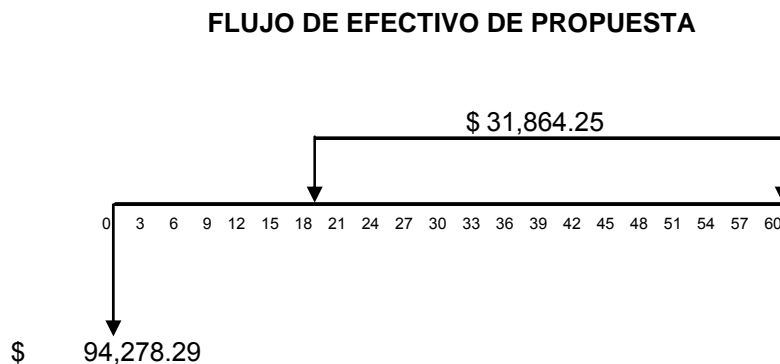 FLUJO DE EFECTIVO DE PROPUESTA
$ 31,864.25
0 3 6 9 12 15 18 21 24 27 30 33 36 39 42 45 48 51 54 57 60
$ 94,278.29